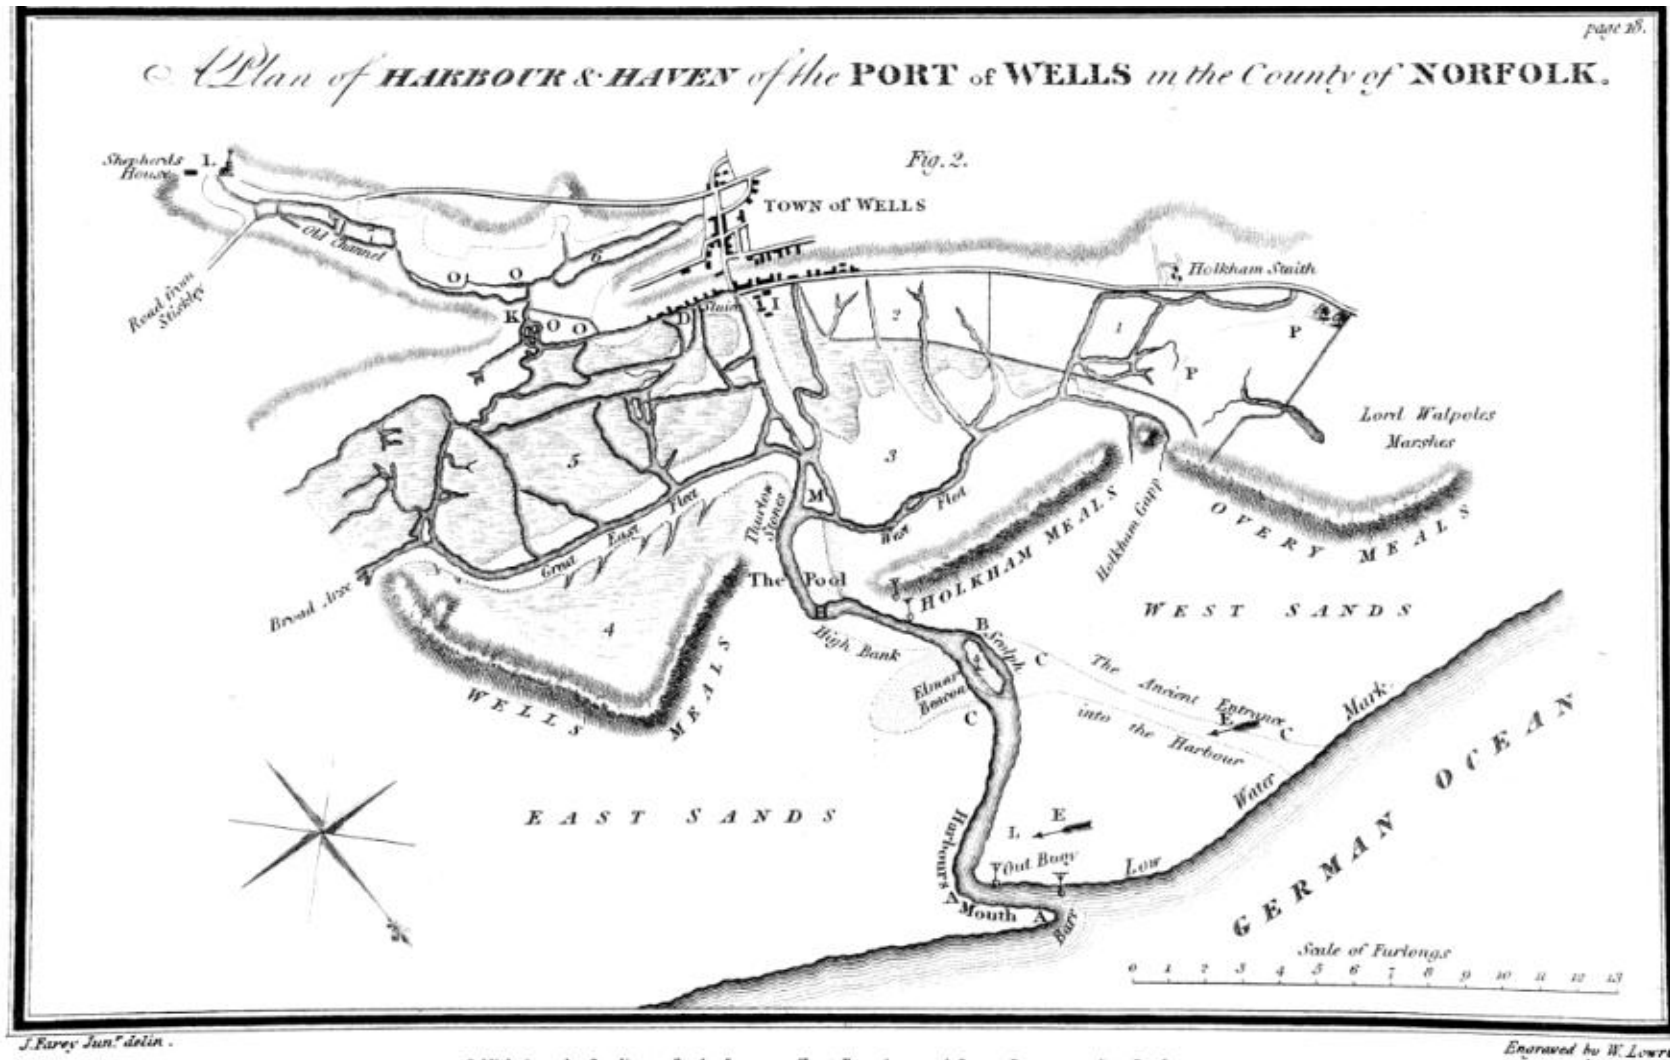 page 18.
A Plan of HARBOUR & HAVEN of the PORT of WELLS in the County of NORFOLK.
Fig. 2.
Shepherds
House
L
TOWN of WELLS
Old Channel
Road from
Stiskey
O
O
6
K
O
O
D
Sluice
I
2
1
Holkham Staith
P
P
Lord Walpoles
Marshes
5
3
M
Thurlow
Stones
Great East Fleet
West Fleet
Holkham Gapp
HOLKHAM MEALS
OVERY MEALS
The Pool
H
4
WELLS MEALS
High Bank
B
Scolph
C
Elmer
Beacon
C
WEST SANDS
The Ancient Entrance
into the Harbour
E
C
EAST SANDS
Harbours
Mouth
A
A
Barr
L
E
Out Buoy
Low Water Mark
GERMAN OCEAN
Scale of Furlongs
0 1 2 3 4 5 6 7 8 9 10 11 12 13
J. Farey Junr. delin.
Engraved by W. Lowry